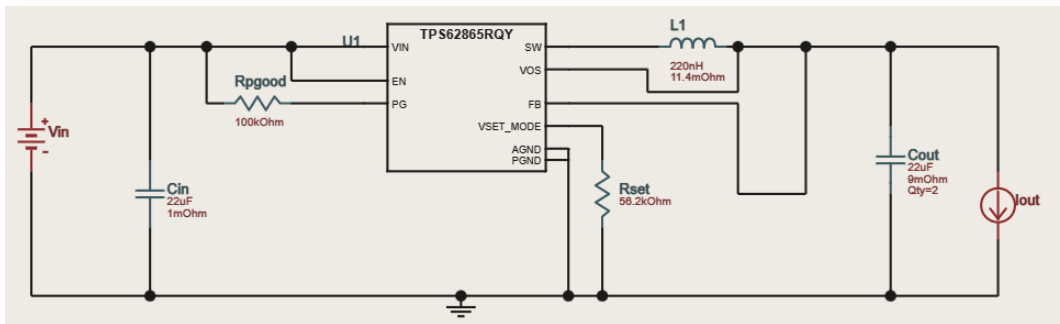 U1
TPS62865RQY
VIN
EN
PG
SW
VOS
FB
VSET_MODE
AGND
PGND
L1
220nH
11.4mOhm
Rpgood
100kOhm
+
Vin
-
Cin
22uF
1mOhm
Rset
56.2kOhm
Cout
22uF
9mOhm
Qty=2
Iout